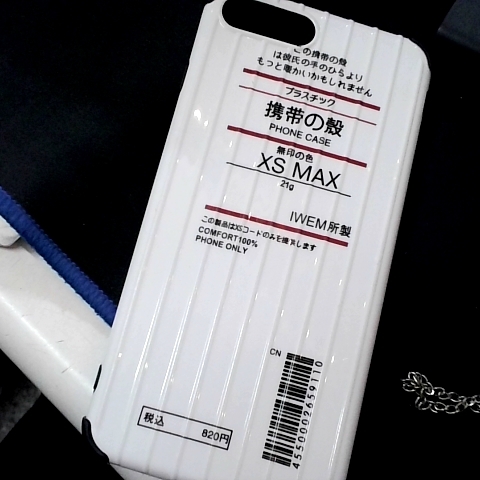 この携帯の殻
は彼氏の手のひらより
もっと暖かいかもしれません
プラスチック
携帯の殻
PHONE CASE
無印の色
XS MAX
21g
IWEM所製
この製品はXSコードのみを提示します
COMFORT100%
PHONE ONLY
CN
4550002659110
税込 820円